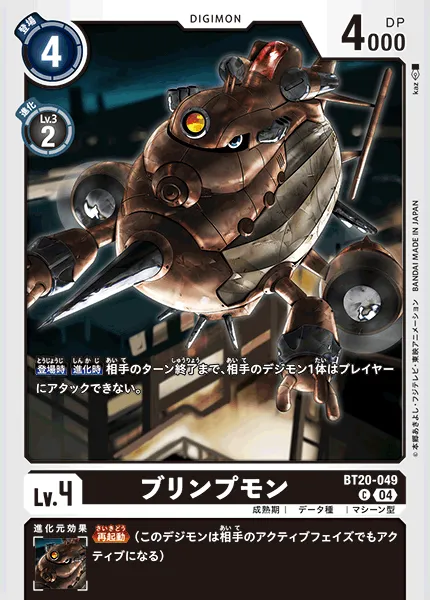 登場
4
DIGIMON
DP
4000
進化
Lv.3
2
kaz
© 本郷あきよし・フジテレビ・東映アニメーション BANDAI MADE IN JAPAN
登場時 進化時 相手のターン終了まで、相手のデジモン1体はプレイヤー
にアタックできない。
BT20-049
Lv.4
ブリンプモン
C 04
成熟期 データ種 マシーン型
進化元効果
再起動 (このデジモンは相手のアクティブフェイズでもアク
ティブになる)